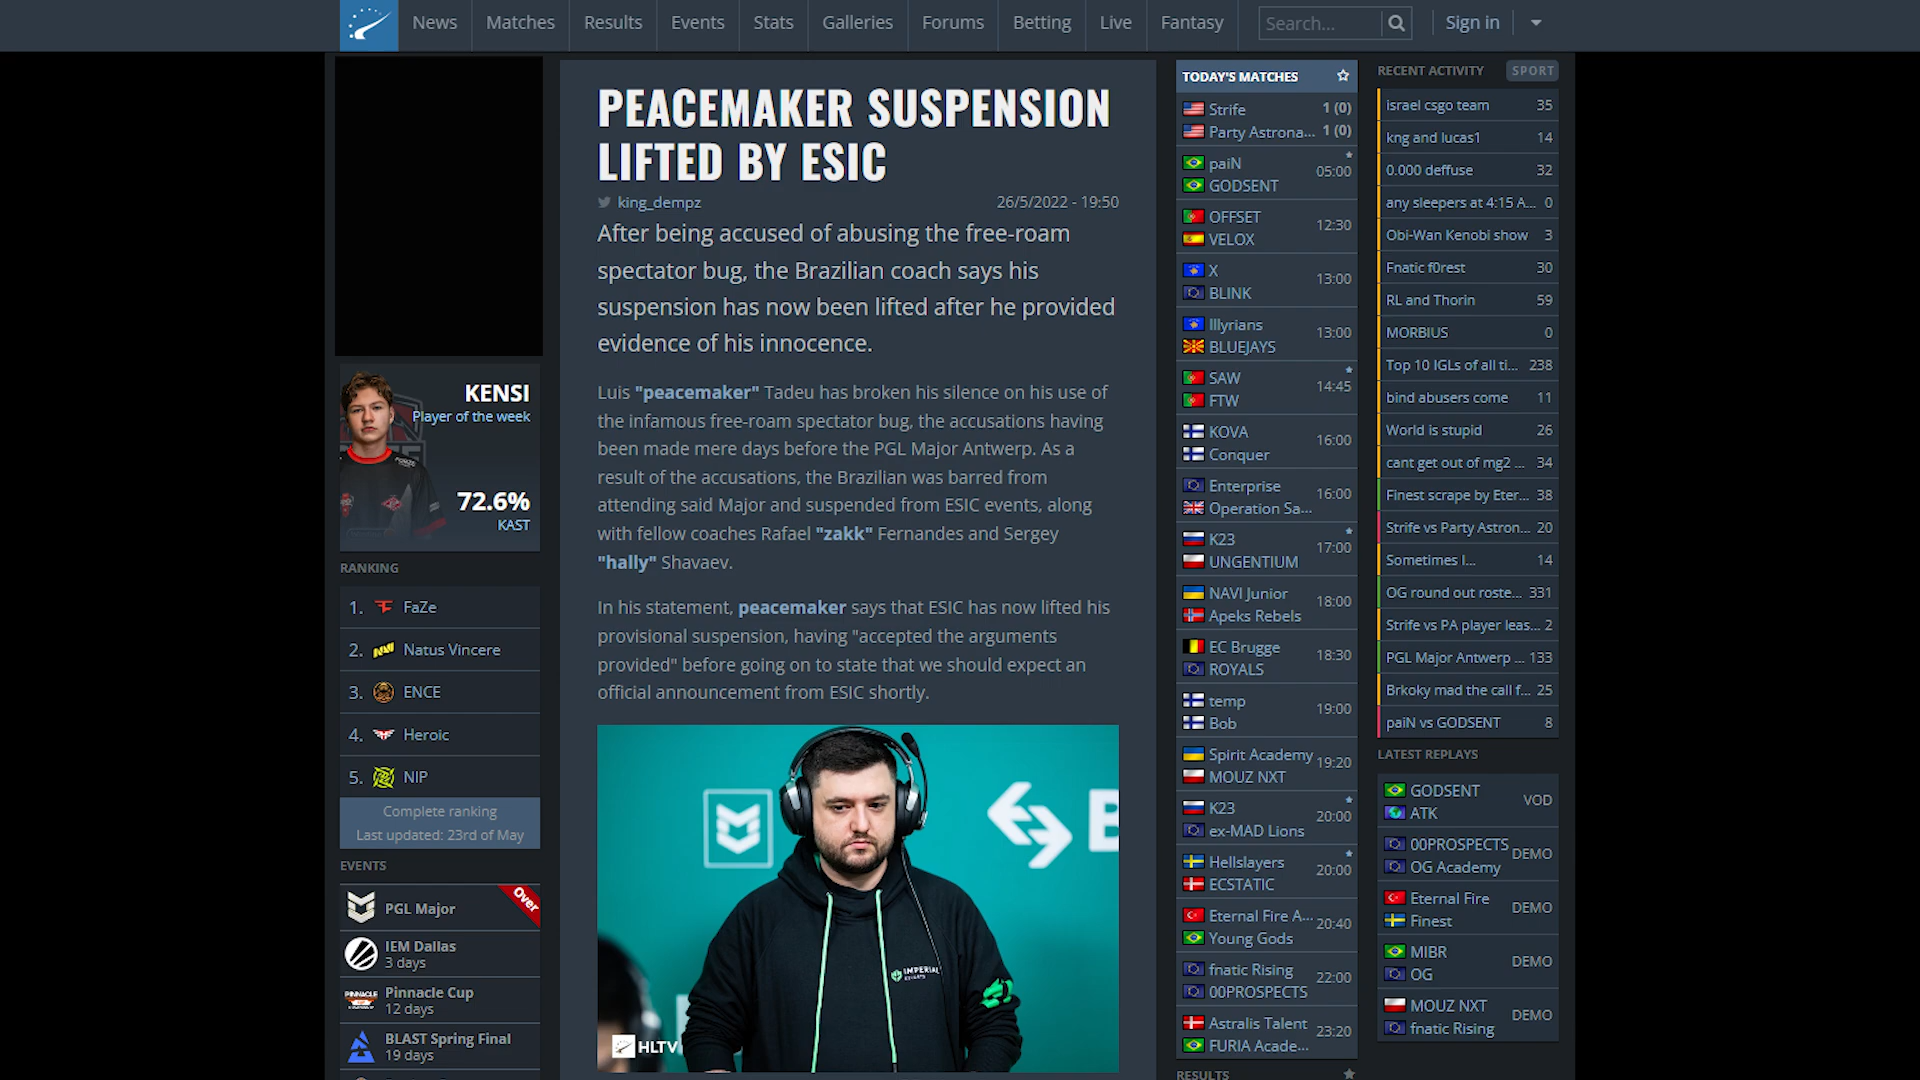 News Matches Results Events Stats Galleries Forums Betting Live Fantasy Search... Sign in
KENSI
Player of the week
72.6%
KAST
RANKING
1. FaZe
2. Natus Vincere
3. ENCE
4. Heroic
5. NIP
Complete ranking
Last updated: 23rd of May
EVENTS
PGL Major
Over
IEM Dallas
3 days
Pinnacle Cup
12 days
BLAST Spring Final
19 days
PEACEMAKER SUSPENSION
LIFTED BY ESIC
king_dempz 26/5/2022 - 19:50
After being accused of abusing the free-roam
spectator bug, the Brazilian coach says his
suspension has now been lifted after he provided
evidence of his innocence.
Luis "peacemaker" Tadeu has broken his silence on his use of
the infamous free-roam spectator bug, the accusations having
been made mere days before the PGL Major Antwerp. As a
result of the accusations, the Brazilian was barred from
attending said Major and suspended from ESIC events, along
with fellow coaches Rafael "zakk" Fernandes and Sergey
"hally" Shavaev.
In his statement, peacemaker says that ESIC has now lifted his
provisional suspension, having "accepted the arguments
provided" before going on to state that we should expect an
official announcement from ESIC shortly.
IMPERIAL
HLTV
TODAY'S MATCHES
Strife 1 (0)
Party Astrona... 1 (0)
paiN
05:00
GODSENT
OFFSET
12:30
VELOX
X
13:00
BLINK
Illyrians
13:00
BLUEJAYS
SAW
14:45
FTW
KOVA
16:00
Conquer
Enterprise
16:00
Operation Sa...
K23
17:00
UNGENTIUM
NAVI Junior
18:00
Apeks Rebels
EC Brugge
18:30
ROYALS
temp
19:00
Bob
Spirit Academy
19:20
MOUZ NXT
K23
20:00
ex-MAD Lions
Hellslayers
20:00
ECSTATIC
Eternal Fire A...
20:40
Young Gods
fnatic Rising
22:00
00PROSPECTS
Astralis Talent
23:20
FURIA Acade...
RESULTS
RECENT ACTIVITY SPORT
israel csgo team 35
kng and lucas1 14
0.000 deffuse 32
any sleepers at 4:15 A... 0
Obi-Wan Kenobi show 3
Fnatic f0rest 30
RL and Thorin 59
MORBIUS 0
Top 10 IGLs of all ti... 238
bind abusers come 11
World is stupid 26
cant get out of mg2 ... 34
Finest scrape by Eter... 38
Strife vs Party Astron... 20
Sometimes I... 14
OG round out roste... 331
Strife vs PA player leas... 2
PGL Major Antwerp ... 133
Brkoky mad the call f... 25
paiN vs GODSENT 8
LATEST REPLAYS
GODSENT
VOD
ATK
00PROSPECTS
DEMO
OG Academy
Eternal Fire
DEMO
Finest
MIBR
DEMO
OG
MOUZ NXT
DEMO
fnatic Rising